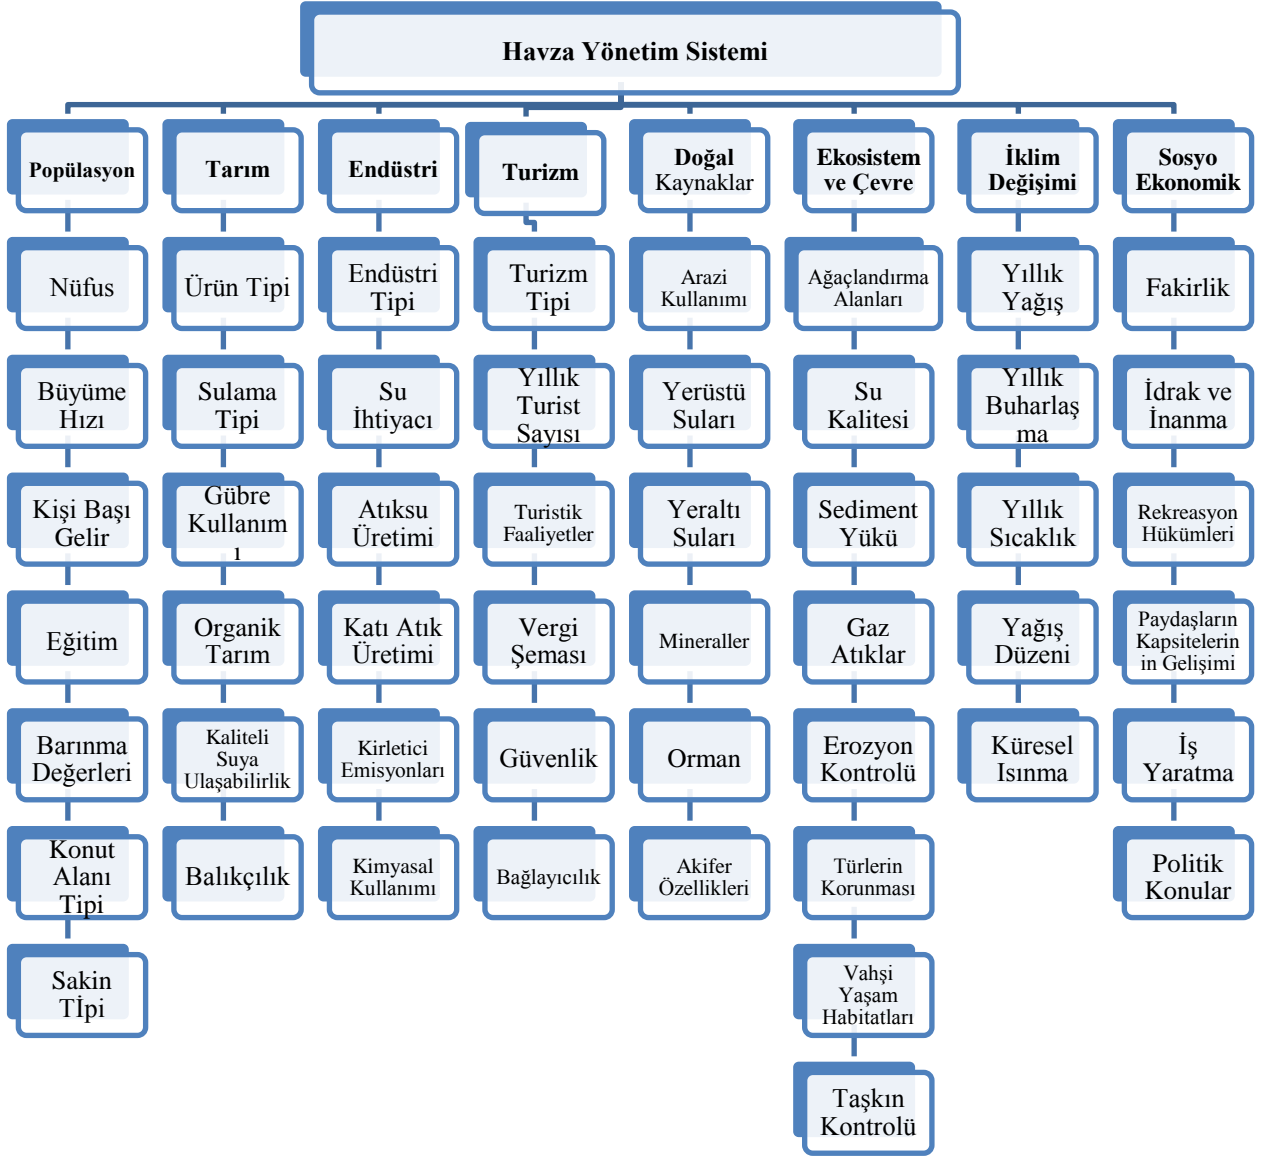 Havza Yönetim Sistemi
Popülasyon
Nüfus
Büyüme
Hızı
Kişi Başı
Gelir
Eğitim
Barınma
Değerleri
Konut
Alanı
Tipi
Sakin
Tİpi
Tarım
Ürün Tipi
Sulama
Tipi
Gübre
Kullanım
ı
Organik
Tarım
Kaliteli
Suya
Ulaşabilirlik
Balıkçılık
Endüstri
Endüstri
Tipi
Su
İhtiyacı
Atıksu
Üretimi
Katı Atık
Üretimi
Kirletici
Emisyonları
Kimyasal
Kullanımı
Turizm
Turizm
Tipi
Yıllık
Turist
Sayısı
Turistik
Faaliyetler
Vergi
Şeması
Güvenlik
Bağlayıcılık
Doğal
Kaynaklar
Arazi
Kullanımı
Yerüstü
Suları
Yeraltı
Suları
Mineraller
Orman
Akifer
Özellikleri
Ekosistem
ve Çevre
Ağaçlandırma
Alanları
Su
Kalitesi
Sediment
Yükü
Gaz
Atıklar
Erozyon
Kontrolü
Türlerin
Korunması
Vahşi
Yaşam
Habitatları
Taşkın
Kontrolü
İklim
Değişimi
Yıllık
Yağış
Yıllık
Buharlaş
ma
Yıllık
Sıcaklık
Yağış
Düzeni
Küresel
Isınma
Sosyo
Ekonomik
Fakirlik
İdrak ve
İnanma
Rekreasyon
Hükümleri
Paydaşların
Kapsitelerin
in Gelişimi
İş
Yaratma
Politik
Konular